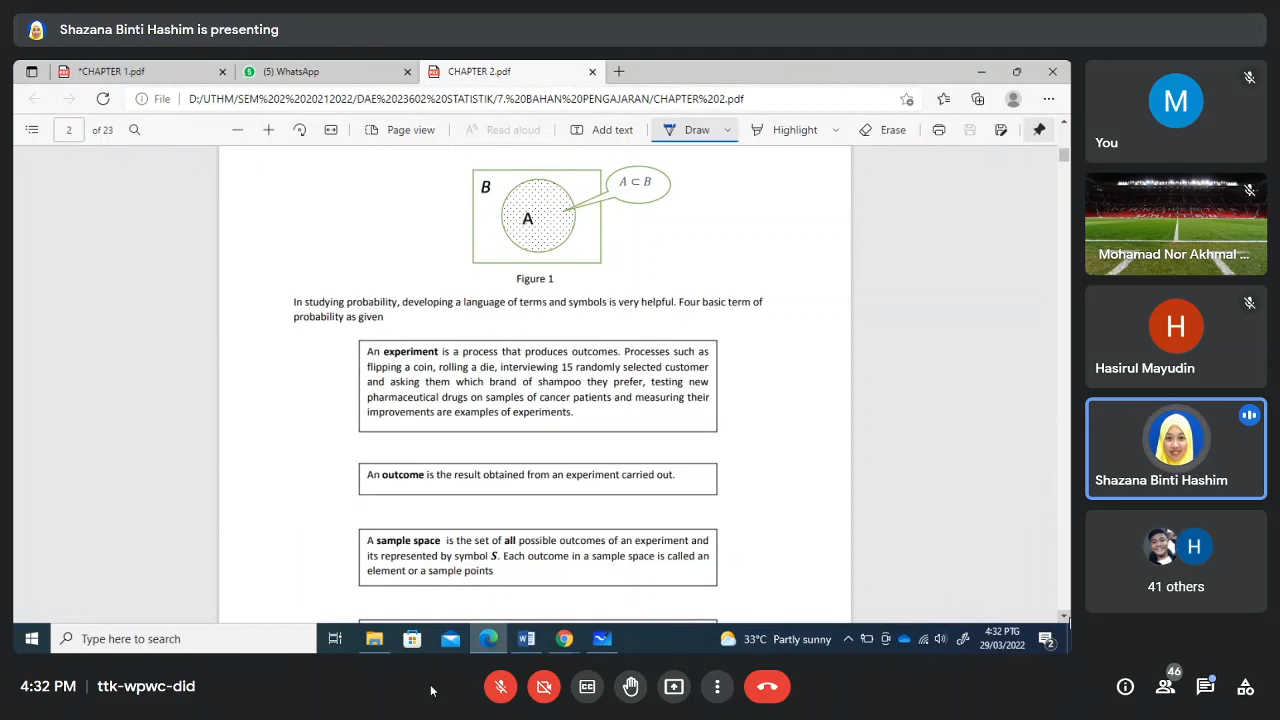 Shazana Binti Hashim is presenting
*CHAPTER 1.pdf
(5) WhatsApp
CHAPTER 2.pdf
File
D:/UTHM/SEM%202%2020212022/DAE%2023602%20STATISTIK/7.%20BAHAN%20PENGAJARAN/CHAPTER%202.pdf
2 of 23
Page view
Read aloud
Add text
Draw
Highlight
Erase
B
A
A ⊂ B
Figure 1
In studying probability, developing a language of terms and symbols is very helpful. Four basic term of
probability as given
An experiment is a process that produces outcomes. Processes such as
flipping a coin, rolling a die, interviewing 15 randomly selected customer
and asking them which brand of shampoo they prefer, testing new
pharmaceutical drugs on samples of cancer patients and measuring their
improvements are examples of experiments.
An outcome is the result obtained from an experiment carried out.
A sample space is the set of all possible outcomes of an experiment and
its represented by symbol S. Each outcome in a sample space is called an
element or a sample points
Type here to search
33°C Partly sunny
4:32 PTG
29/03/2022
2
M
You
Mohamad Nor Akhmal ...
H
Hasirul Mayudin
Shazana Binti Hashim
H
41 others
4:32 PM | ttk-wpwc-did
46